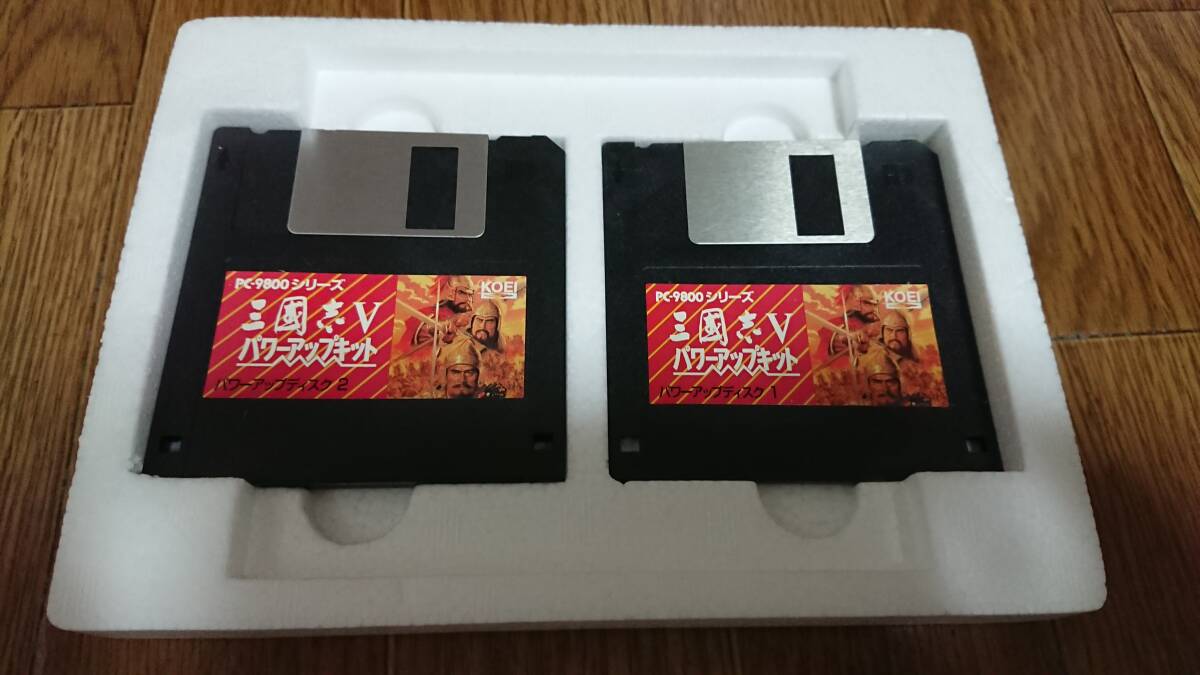 PC-9800シリーズ
KOEI
三國志V
パワーアップキット
パワーアップディスク 2
PC-9800シリーズ
KOEI
三國志V
パワーアップキット
パワーアップディスク 1